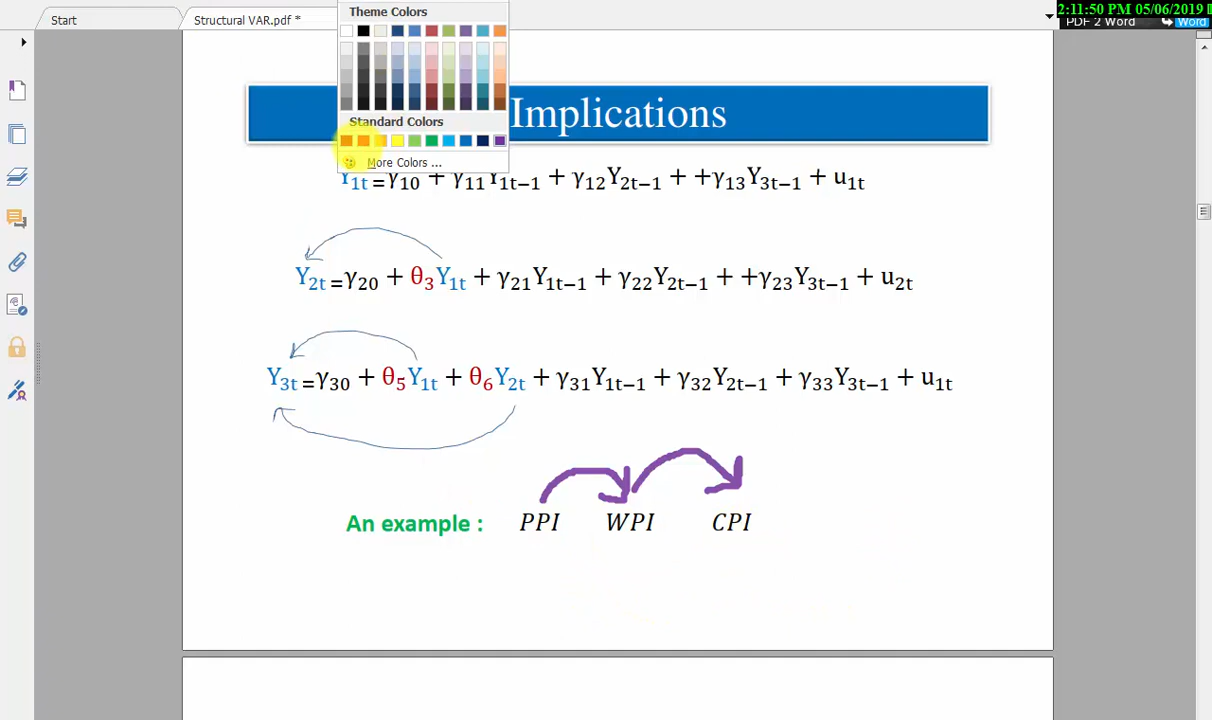 2:11:50 PM 05/06/2019
Start
Structural VAR.pdf *
PDF 2 Word
Word
Theme Colors
Standard Colors
More Colors ...
Implications
Y₁ₜ=γ₁₀ + γ₁₁Y₁ₜ₋₁ + γ₁₂Y₂ₜ₋₁ + +γ₁₃Y₃ₜ₋₁ + u₁ₜ
Y₂ₜ=γ₂₀ + θ₃Y₁ₜ + γ₂₁Y₁ₜ₋₁ + γ₂₂Y₂ₜ₋₁ + +γ₂₃Y₃ₜ₋₁ + u₂ₜ
Y₃ₜ=γ₃₀ + θ₅Y₁ₜ + θ₆Y₂ₜ + γ₃₁Y₁ₜ₋₁ + γ₃₂Y₂ₜ₋₁ + γ₃₃Y₃ₜ₋₁ + u₁ₜ
An example : PPI WPI CPI